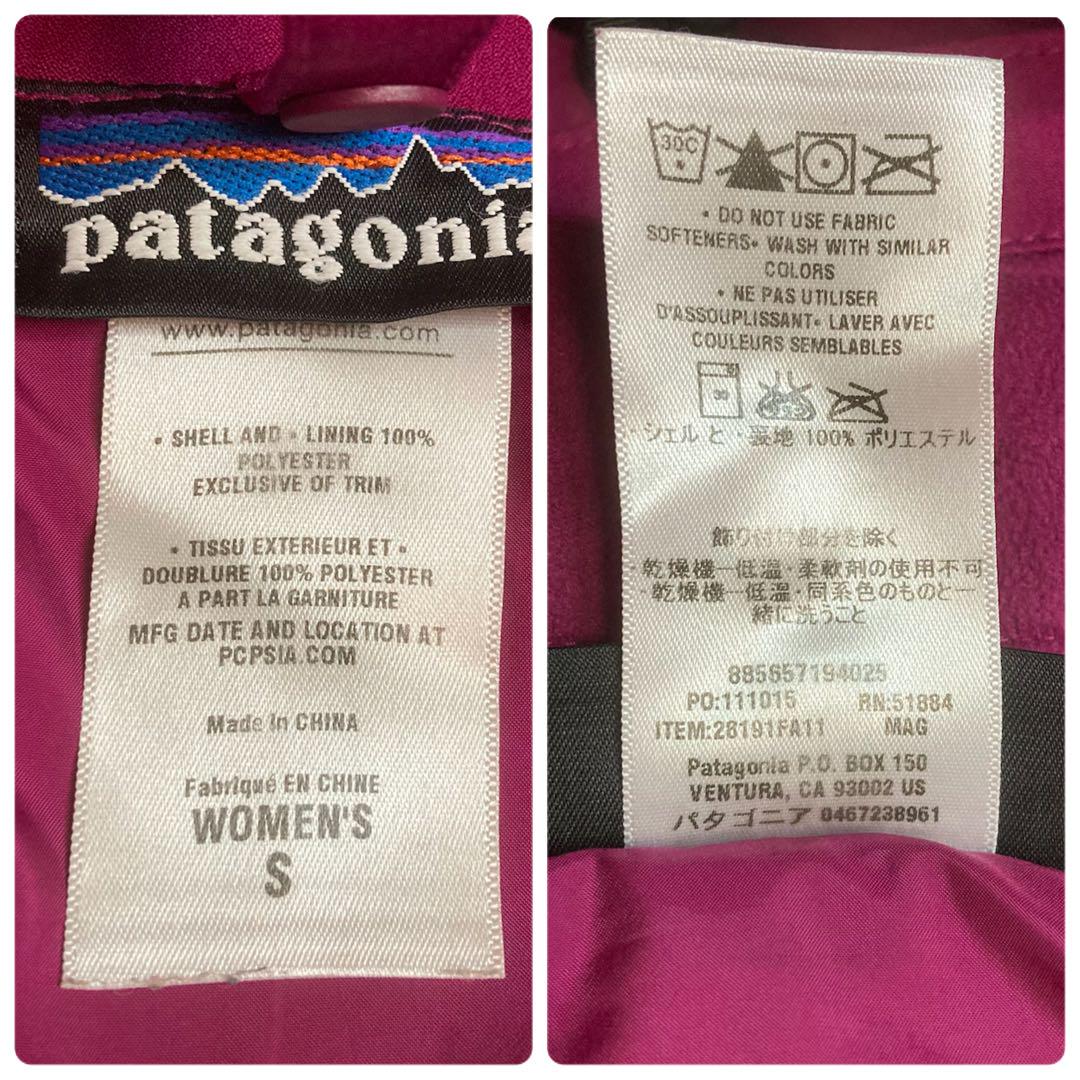 patagonia
www.patagonia.com
• SHELL AND • LINING 100%
POLYESTER
EXCLUSIVE OF TRIM
• TISSU EXTERIEUR ET •
DOUBLURE 100% POLYESTER
A PART LA GARNITURE
MFG DATE AND LOCATION AT
PCPSIA.COM
Made in CHINA
Fabriqué EN CHINE
WOMEN'S
S
30C
• DO NOT USE FABRIC
SOFTENERS• WASH WITH SIMILAR
COLORS
• NE PAS UTILISER
D'ASSOUPLISSANT• LAVER AVEC
COULEURS SEMBLABLES
30
・シェル と ・裏地 100% ポリエステル
飾り付け部分を除く
・乾燥機―低温・柔軟剤の使用不可
・乾燥機―低温・同系色のものと一
緒に洗うこと
885657194025
PO:111015 RN:51884
ITEM:28191FA11 MAG
Patagonia P.O. BOX 150
VENTURA, CA 93002 US
パタゴニア 0467238961